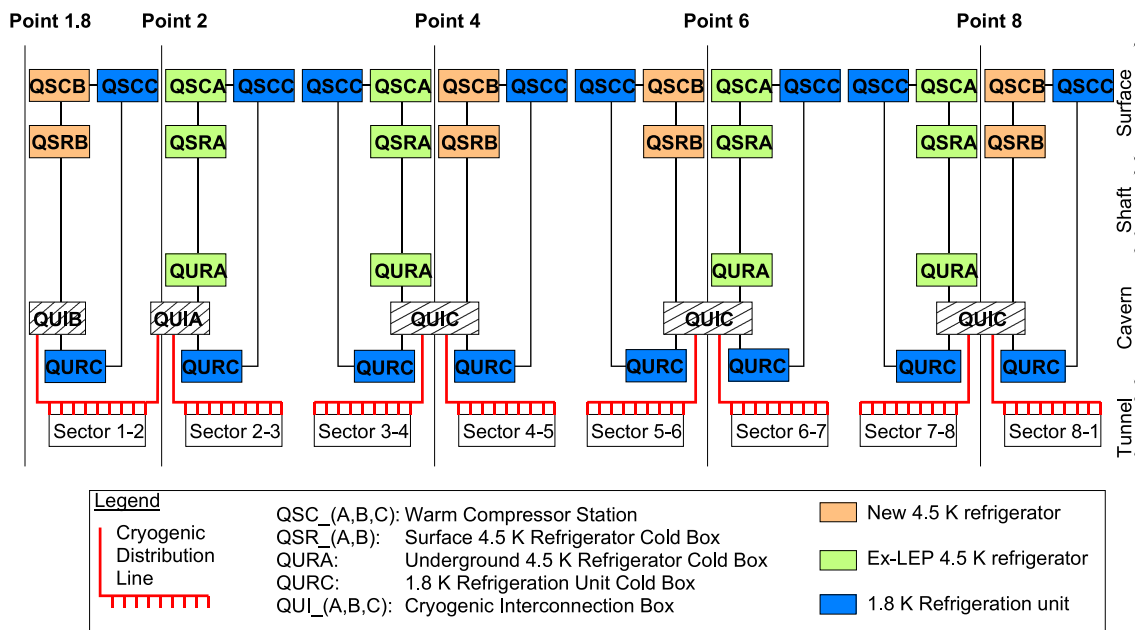 Point 1.8 Point 2 Point 4 Point 6 Point 8
QSCB QSCC QSCA QSCC QSCC QSCA QSCB QSCC QSCC QSCB QSCA QSCC QSCC QSCA QSCB QSCC
Surface
QSRB QSRA QSRA QSRB QSRB QSRA QSRA QSRB
Shaft
QURA QURA QURA QURA
QUIB QUIA QUIC QUIC QUIC
Cavern
QURC QURC QURC QURC QURC QURC QURC QURC
Tunnel
Sector 1-2 Sector 2-3 Sector 3-4 Sector 4-5 Sector 5-6 Sector 6-7 Sector 7-8 Sector 8-1
Legend
Cryogenic
Distribution
Line
QSC_(A,B,C): Warm Compressor Station
QSR_(A,B): Surface 4.5 K Refrigerator Cold Box
QURA: Underground 4.5 K Refrigerator Cold Box
QURC: 1.8 K Refrigeration Unit Cold Box
QUI_(A,B,C): Cryogenic Interconnection Box
New 4.5 K refrigerator
Ex-LEP 4.5 K refrigerator
1.8 K Refrigeration unit